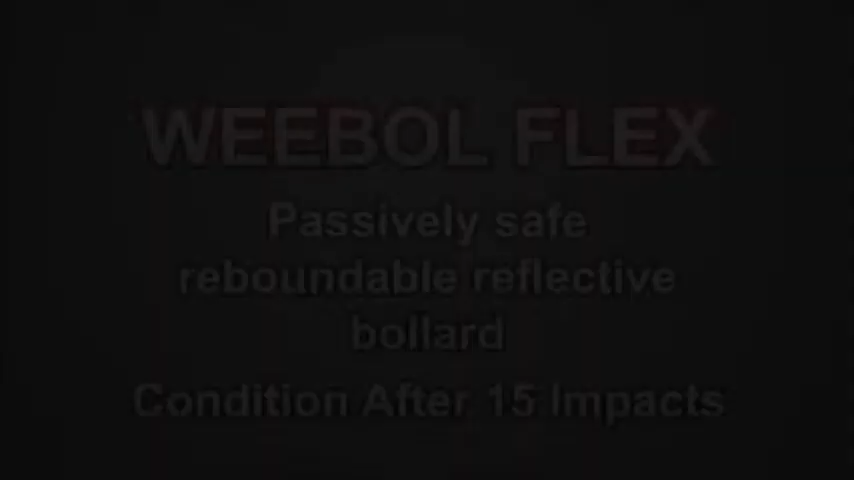 WEEBOL FLEX
Passively safe
reboundable reflective
bollard
Condition After 15 Impacts